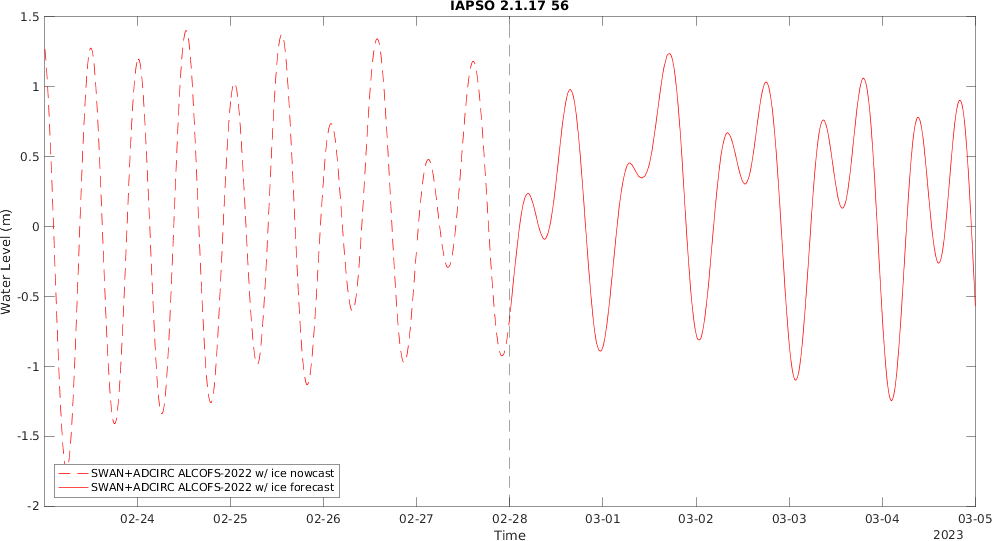 IAPSO 2.1.17 56
1.5
1
0.5
0
-0.5
-1
-1.5
-2
Water Level (m)
SWAN+ADCIRC ALCOFS-2022 w/ ice nowcast
SWAN+ADCIRC ALCOFS-2022 w/ ice forecast
02-24 02-25 02-26 02-27 02-28 03-01 03-02 03-03 03-04 03-05
Time
2023